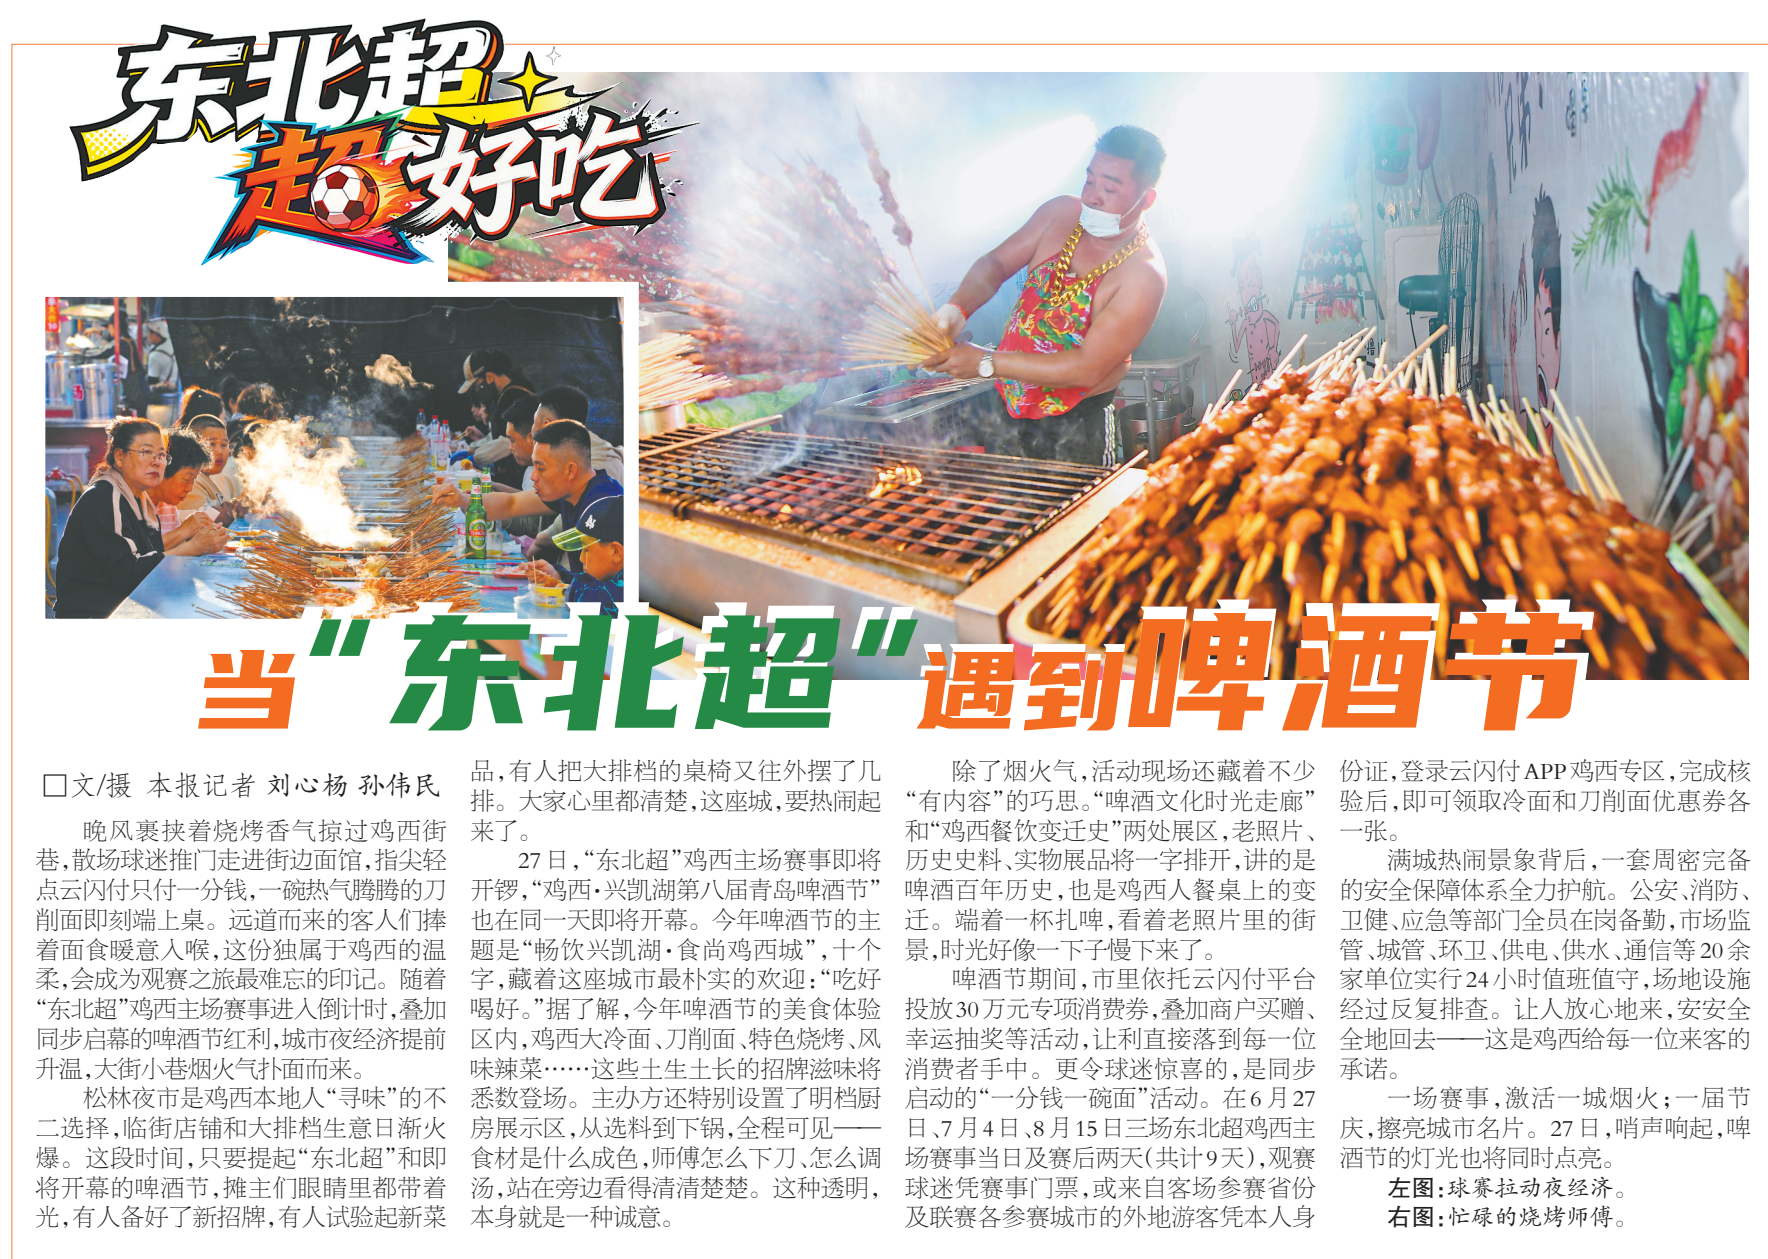 东北超
超好吃
当“东北超”遇到啤酒节
□文/摄 本报记者 刘心杨 孙伟民
晚风裹挟着烧烤香气掠过鸡西街
巷，散场球迷推门走进街边面馆，指尖轻
点云闪付只付一分钱，一碗热气腾腾的刀
削面即刻端上桌。远道而来的客人们捧
着面食暖意入喉，这份独属于鸡西的温
柔，会成为观赛之旅最难忘的印记。随着
“东北超”鸡西主场赛事进入倒计时，叠加
同步启幕的啤酒节红利，城市夜经济提前
升温，大街小巷烟火气扑面而来。
松林夜市是鸡西本地人“寻味”的不
二选择，临街店铺和大排档生意日渐火
爆。这段时间，只要提起“东北超”和即
将开幕的啤酒节，摊主们眼睛里都带着
光，有人备好了新招牌，有人试验起新菜
品，有人把大排档的桌椅又往外摆了几
排。大家心里都清楚，这座城，要热闹起
来了。
27日，“东北超”鸡西主场赛事即将
开锣，“鸡西·兴凯湖第八届青岛啤酒节”
也在同一天即将开幕。今年啤酒节的主
题是“畅饮兴凯湖·食尚鸡西城”，十个
字，藏着这座城市最朴实的欢迎：“吃好
喝好。”据了解，今年啤酒节的美食体验
区内，鸡西大冷面、刀削面、特色烧烤、风
味辣菜……这些土生土长的招牌滋味将
悉数登场。主办方还特别设置了明档厨
房展示区，从选料到下锅，全程可见——
食材是什么成色，师傅怎么下刀、怎么调
汤，站在旁边看得清清楚楚。这种透明，
本身就是一种诚意。
除了烟火气，活动现场还藏着不少
“有内容”的巧思。“啤酒文化时光走廊”
和“鸡西餐饮变迁史”两处展区，老照片、
历史史料、实物展品将一字排开，讲的是
啤酒百年历史，也是鸡西人餐桌上的变
迁。端着一杯扎啤，看着老照片里的街
景，时光好像一下子慢下来了。
啤酒节期间，市里依托云闪付平台
投放30万元专项消费券，叠加商户买赠、
幸运抽奖等活动，让利直接落到每一位
消费者手中。更令球迷惊喜的，是同步
启动的“一分钱一碗面”活动。在6月27
日、7月4日、8月15日三场东北超鸡西主
场赛事当日及赛后两天（共计9天），观赛
球迷凭赛事门票，或来自客场参赛省份
及联赛各参赛城市的外地游客凭本人身
份证，登录云闪付APP鸡西专区，完成核
验后，即可领取冷面和刀削面优惠券各
一张。
满城热闹景象背后，一套周密完备
的安全保障体系全力护航。公安、消防、
卫健、应急等部门全员在岗备勤，市场监
管、城管、环卫、供电、供水、通信等20余
家单位实行24小时值班值守，场地设施
经过反复排查。让人放心地来，安安全
全地回去——这是鸡西给每一位来客的
承诺。
一场赛事，激活一城烟火；一届节
庆，擦亮城市名片。27日，哨声响起，啤
酒节的灯光也将同时点亮。
左图：球赛拉动夜经济。
右图：忙碌的烧烤师傅。